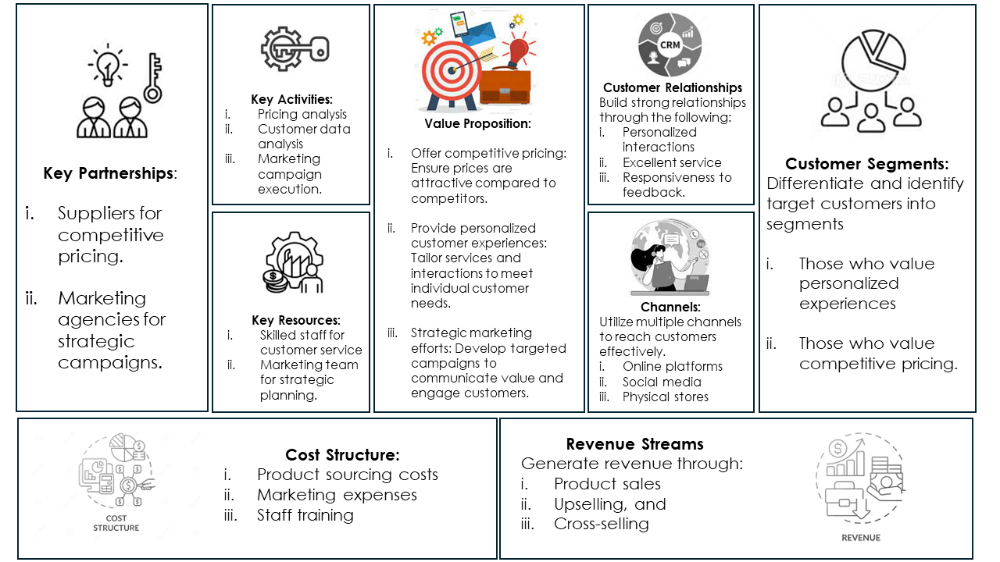 Key Partnerships:
i. Suppliers for
competitive
pricing.
ii. Marketing
agencies for
strategic
campaigns.
Key Activities:
i. Pricing analysis
ii. Customer data
analysis
iii. Marketing
campaign
execution.
Key Resources:
i. Skilled staff for
customer service
ii. Marketing team
for strategic
planning.
Value Proposition:
i. Offer competitive pricing:
Ensure prices are
attractive compared to
competitors.
ii. Provide personalized
customer experiences:
Tailor services and
interactions to meet
individual customer
needs.
iii. Strategic marketing
efforts: Develop targeted
campaigns to
communicate value and
engage customers.
CRM
Customer Relationships
Build strong relationships
through the following:
i. Personalized
interactions
ii. Excellent service
iii. Responsiveness to
feedback.
Channels:
Utilize multiple channels
to reach customers
effectively.
i. Online platforms
ii. Social media
iii. Physical stores
Customer Segments:
Differentiate and identify
target customers into
segments
i. Those who value
personalized
experiences
ii. Those who value
competitive pricing.
COST
STRUCTURE
Cost Structure:
i. Product sourcing costs
ii. Marketing expenses
iii. Staff training
Revenue Streams
Generate revenue through:
i. Product sales
ii. Upselling, and
iii. Cross-selling
REVENUE